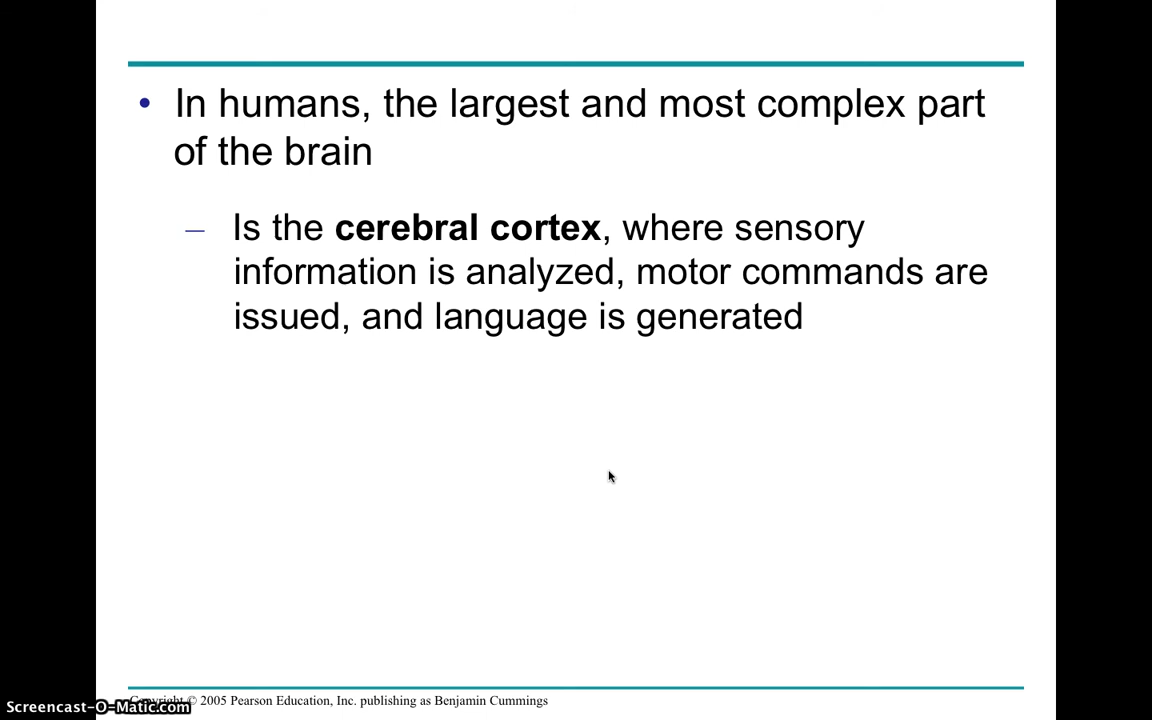 • In humans, the largest and most complex part
of the brain
– Is the cerebral cortex, where sensory
information is analyzed, motor commands are
issued, and language is generated
Copyright © 2005 Pearson Education, Inc. publishing as Benjamin Cummings
Screencast-O-Matic.com